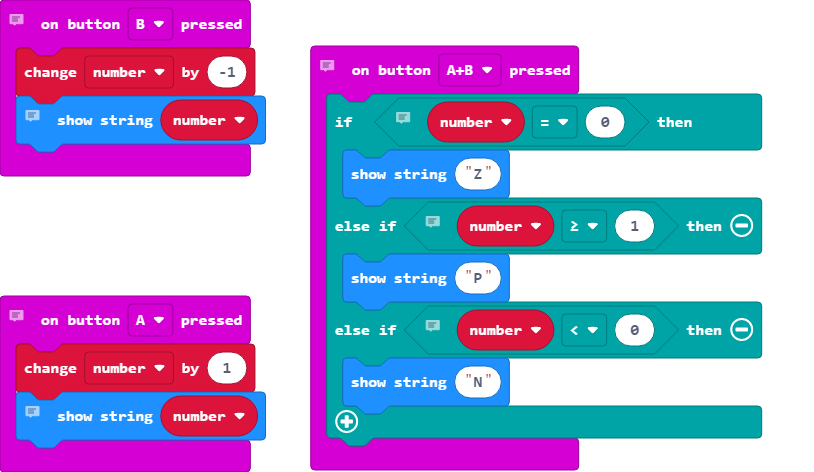 on button B pressed
change number by -1
show string number
on button A pressed
change number by 1
show string number
on button A+B pressed
if number = 0 then
show string "Z"
else if number ≥ 1 then
show string "P"
else if number < 0 then
show string "N"